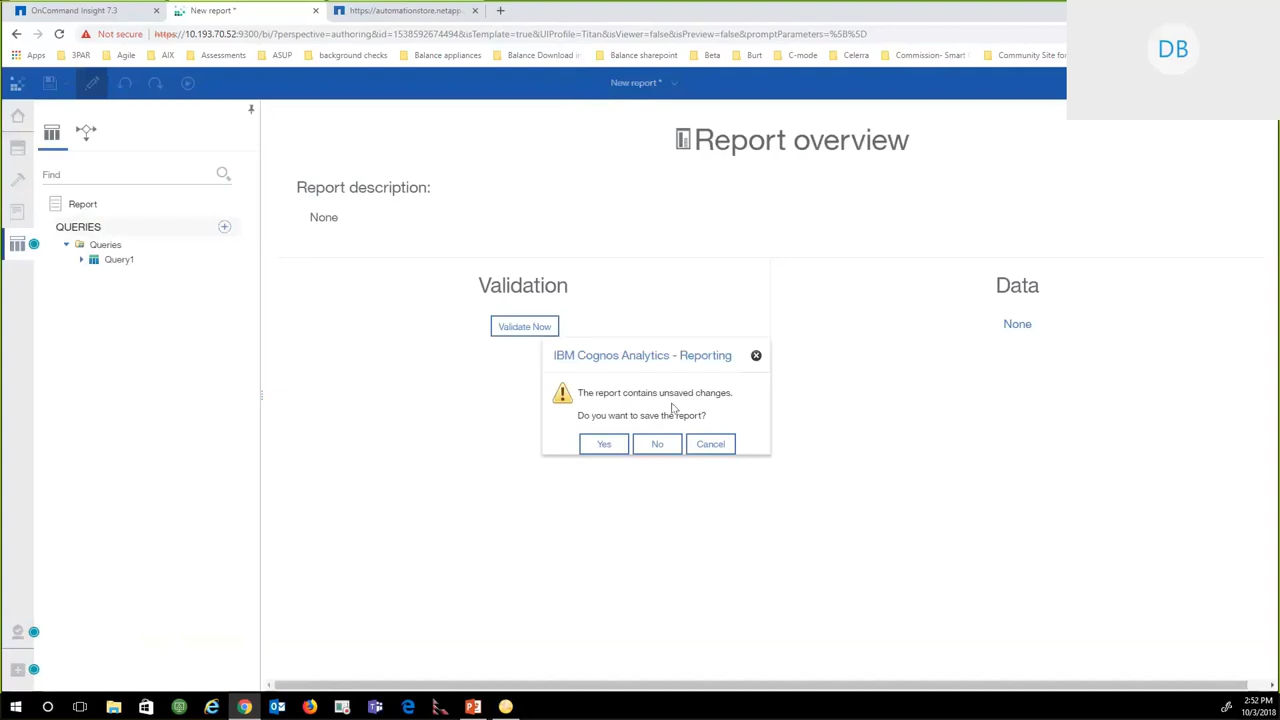 OnCommand Insight 7.3
New report *
https://automationstore.netapp
Not secure
https://10.193.70.52:9300/bi/?perspective=authoring&id=1538592674494&isTemplate=true&UIProfile=Titan&isViewer=false&isPreview=false&promptParameters=%5B%5D
Apps
3PAR
Agile
AIX
Assessments
ASUP
background checks
Balance appliances
Balance Download in
Balance sharepoint
Beta
Burt
C-mode
Celerra
Commission- Smart
Community Site for
DB
New report *
Report overview
Find
Report description:
Report
None
QUERIES
Queries
Query1
Validation
Data
Validate Now
None
IBM Cognos Analytics - Reporting
The report contains unsaved changes.
Do you want to save the report?
Yes
No
Cancel
2:52 PM
10/3/2018